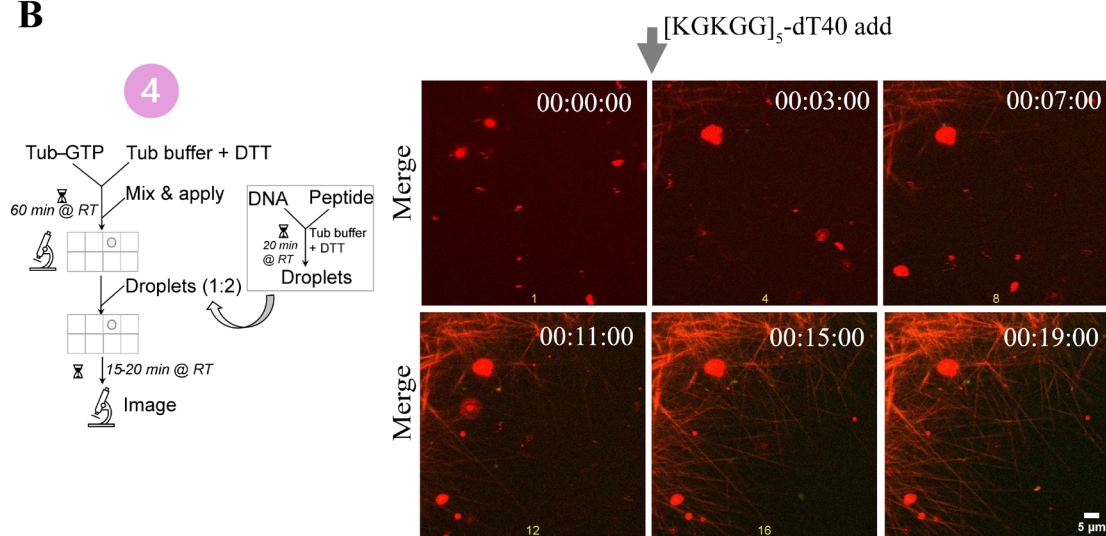 B
[KGKGG]5-dT40 add
4
Tub–GTP
Tub buffer + DTT
Mix & apply
60 min @ RT
DNA
Peptide
20 min
@ RT
Tub buffer
+ DTT
Droplets
Droplets (1:2)
15-20 min @ RT
Image
Merge
00:00:00
1
00:03:00
4
00:07:00
8
Merge
00:11:00
12
00:15:00
16
00:19:00
5 µm